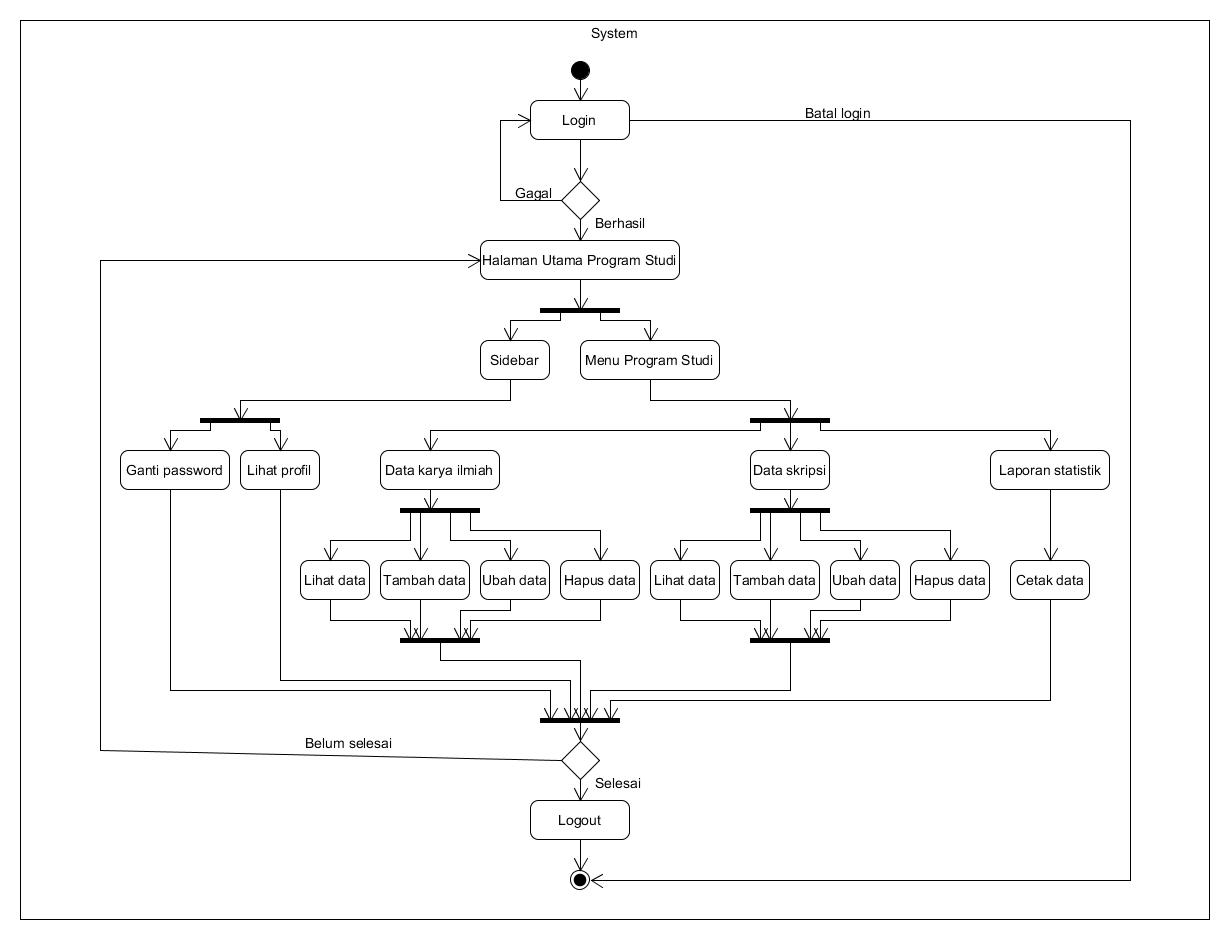 System
Login
Batal login
Gagal
Berhasil
Halaman Utama Program Studi
Sidebar
Menu Program Studi
Ganti password
Lihat profil
Data karya ilmiah
Data skripsi
Laporan statistik
Lihat data
Tambah data
Ubah data
Hapus data
Lihat data
Tambah data
Ubah data
Hapus data
Cetak data
Belum selesai
Selesai
Logout